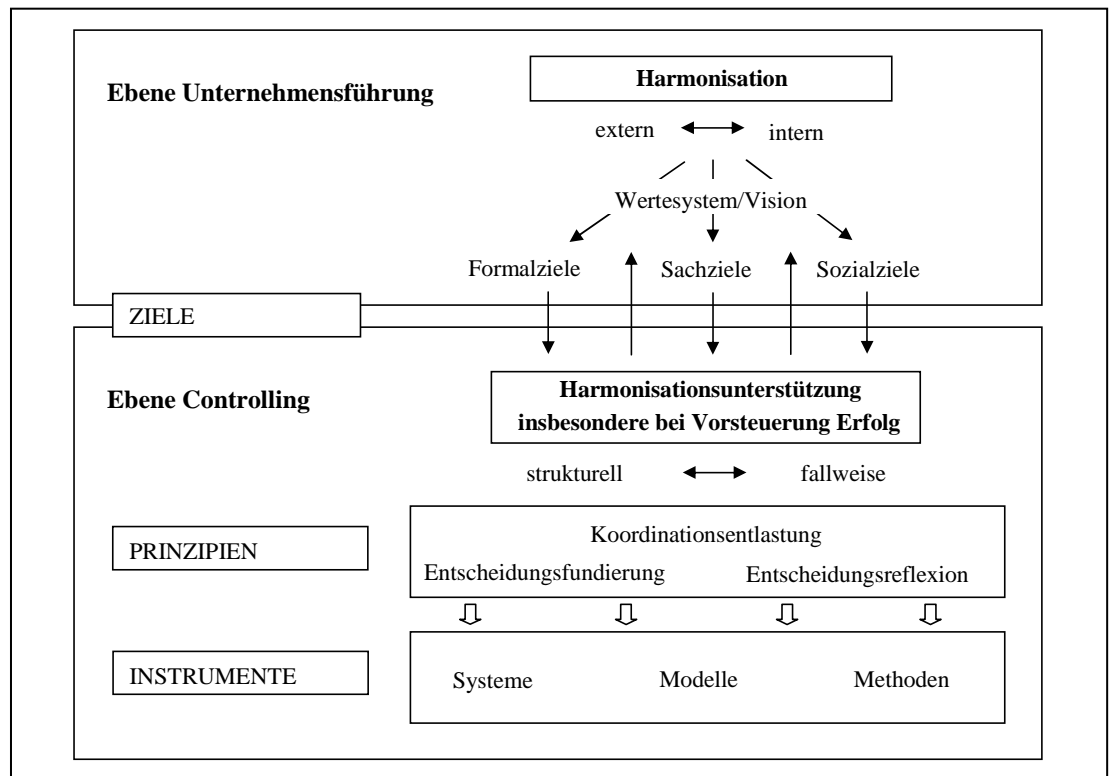 Harmonisation
Ebene Unternehmensführung
extern intern
Wertesystem/Vision
Formalziele Sachziele Sozialziele
ZIELE
Ebene Controlling
Harmonisationsunterstützung
insbesondere bei Vorsteuerung Erfolg
strukturell fallweise
Koordinationsentlastung
PRINZIPIEN
Entscheidungsfundierung Entscheidungsreflexion
INSTRUMENTE
Systeme Modelle Methoden